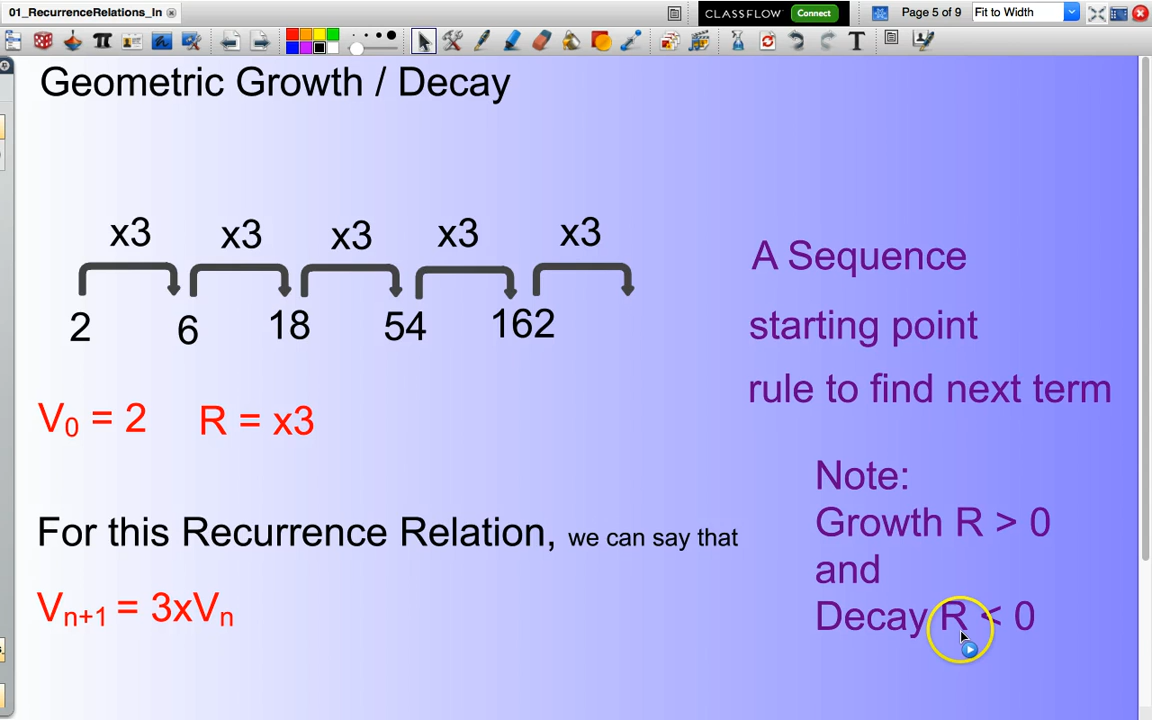 01_RecurrenceRelations_In
CLASSFLOW Connect
Page 5 of 9
Fit to Width
Geometric Growth / Decay
x3 x3 x3 x3 x3
2 6 18 54 162
V₀ = 2 R = x3
For this Recurrence Relation, we can say that
Vₙ₊₁ = 3xVₙ
A Sequence
starting point
rule to find next term
Note:
Growth R > 0
and
Decay R < 0